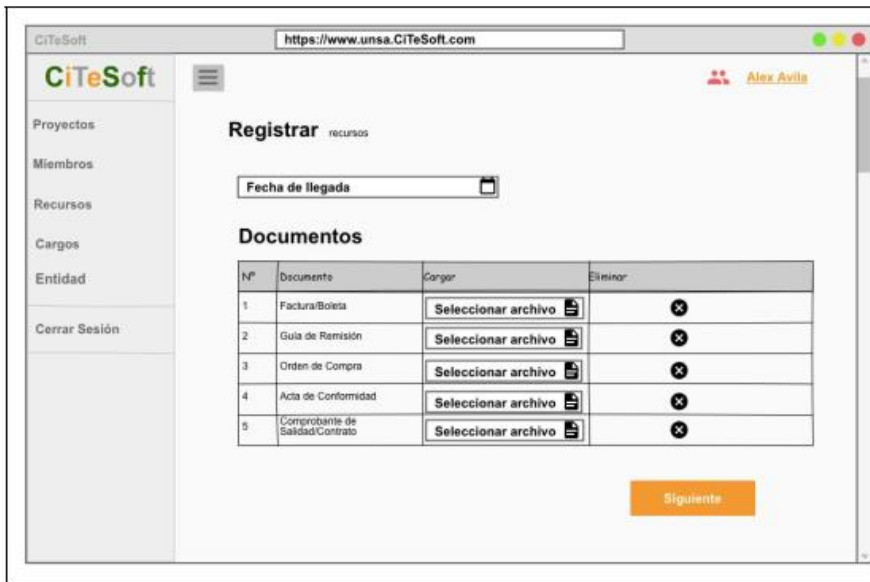 CiTeSoft
https://www.unsa.CiTeSoft.com
CiTeSoft
Alex Avila
Proyectos
Miembros
Recursos
Cargos
Entidad
Cerrar Sesión
Registrar recursos
Fecha de llegada
Documentos
Nº Documento Cargar Eliminar
1 Factura/Boleta Seleccionar archivo
2 Guia de Remisión Seleccionar archivo
3 Orden de Compra Seleccionar archivo
4 Acta de Conformidad Seleccionar archivo
5 Comprobante de
Salidad/Contrato Seleccionar archivo
Siguiente